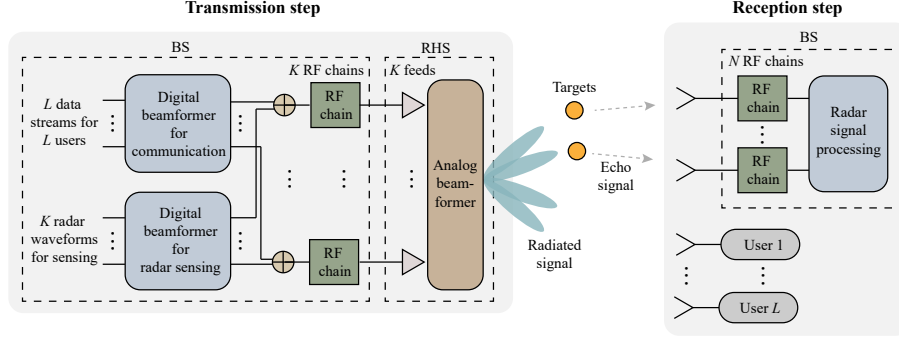 Transmission step
BS
L data
streams for
L users
Digital
beamformer
for
communication
K radar
waveforms
for sensing
Digital
beamformer
for
radar sensing
K RF chains
RF
chain
RF
chain
RHS
K feeds
Analog
beam-
former
Targets
Echo
signal
Radiated
signal
Reception step
BS
N RF chains
RF
chain
RF
chain
Radar
signal
processing
User 1
User L